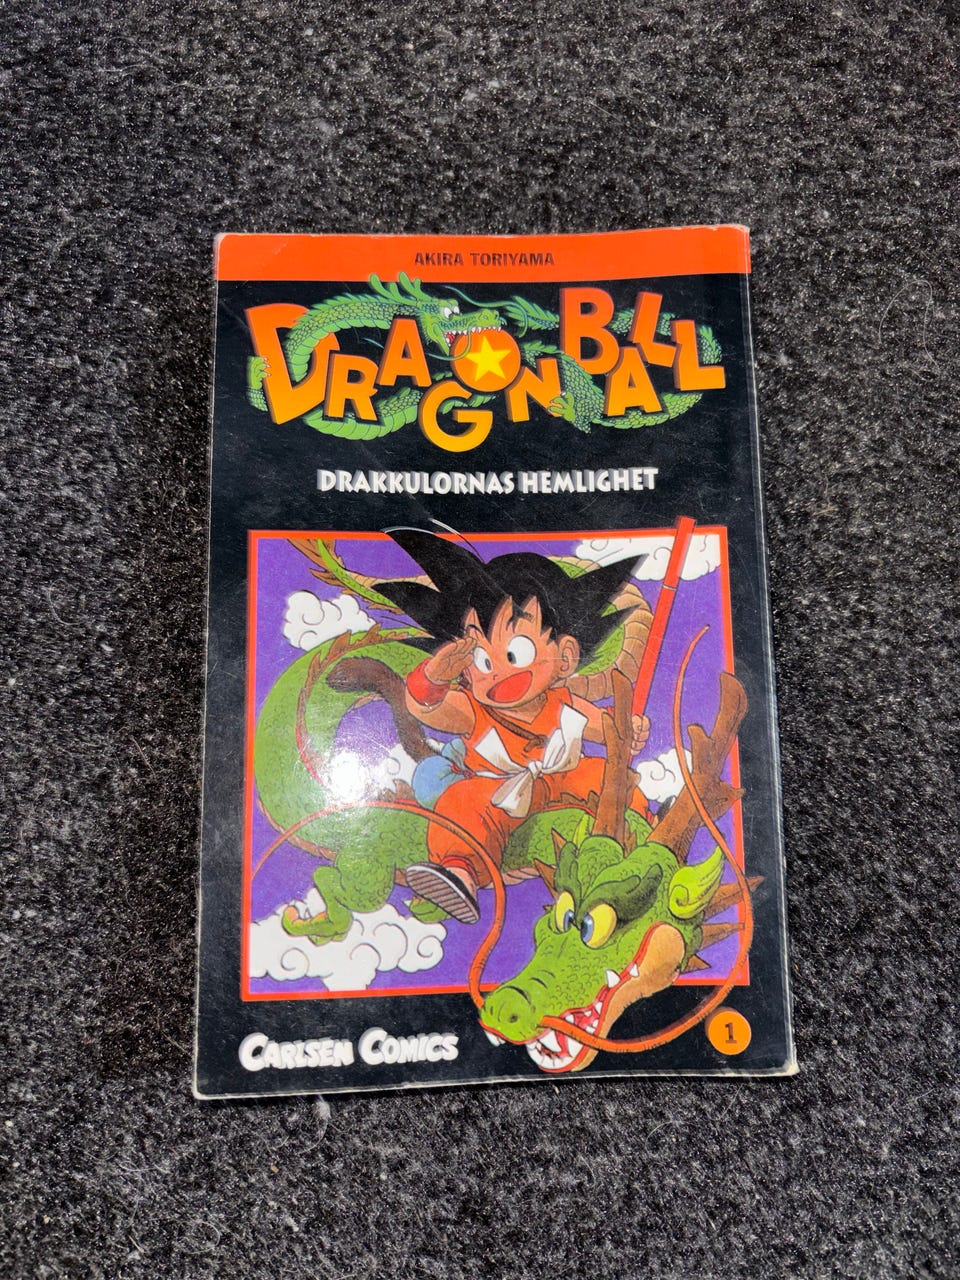 AKIRA TORIYAMA
DRAGON BALL
DRAKKULORNAS HEMLIGHET
CARLSEN COMICS
1